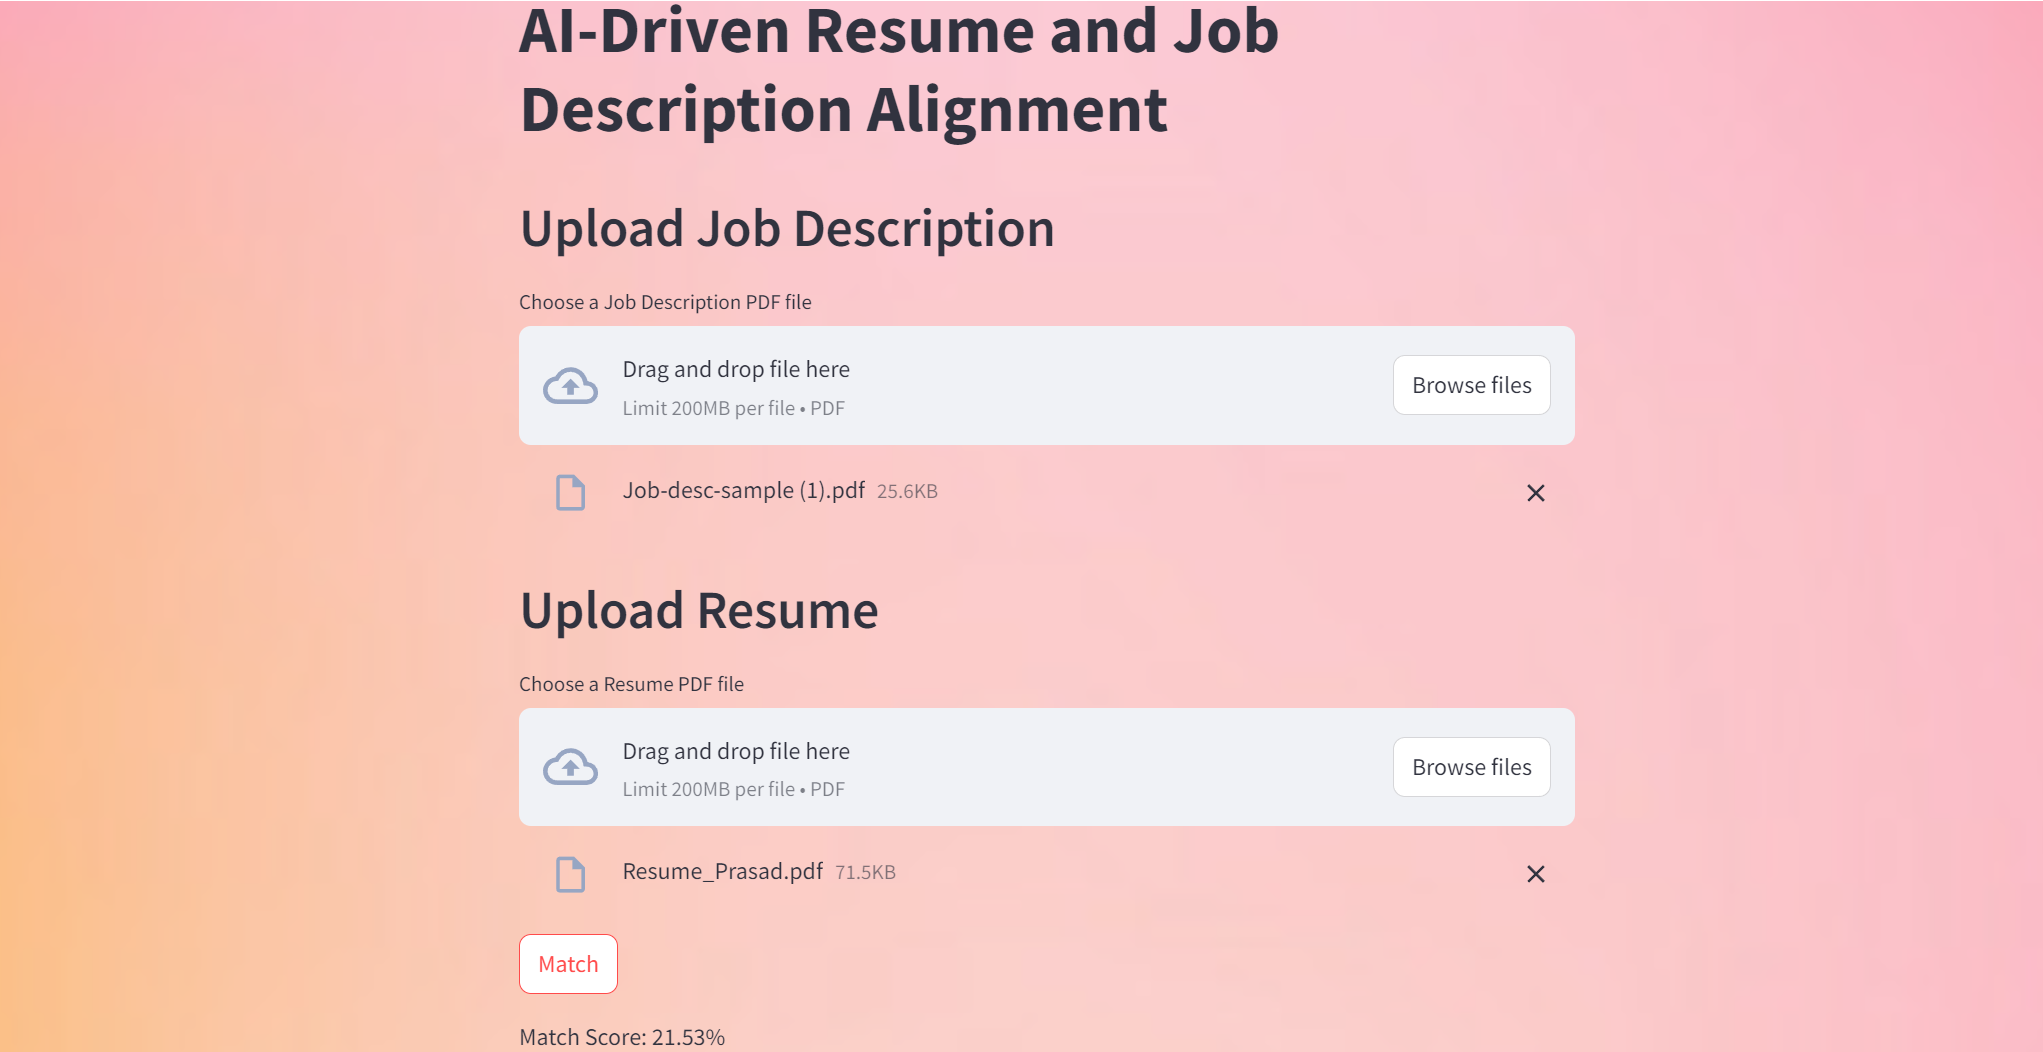 AI-Driven Resume and Job
Description Alignment
Upload Job Description
Choose a Job Description PDF file
Drag and drop file here
Limit 200MB per file • PDF
Browse files
Job-desc-sample (1).pdf 25.6KB
Upload Resume
Choose a Resume PDF file
Drag and drop file here
Limit 200MB per file • PDF
Browse files
Resume_Prasad.pdf 71.5KB
Match
Match Score: 21.53%